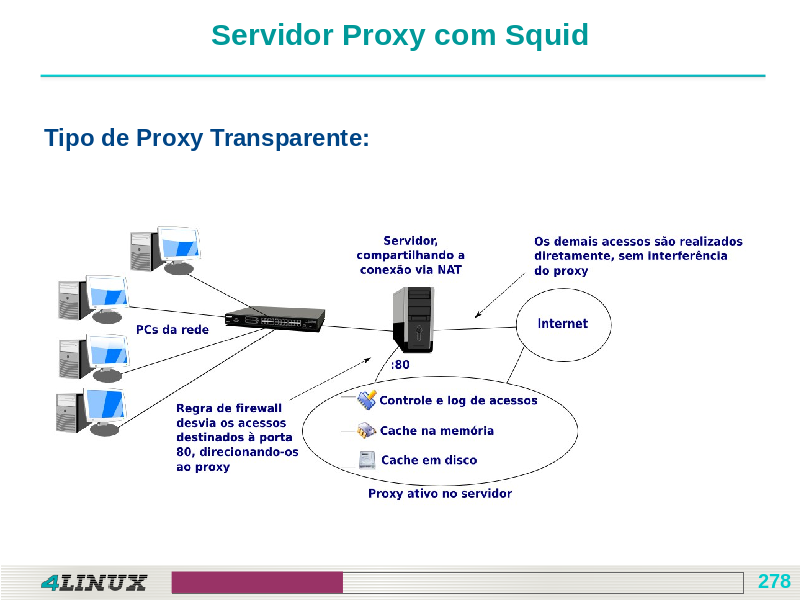 Servidor Proxy com Squid
Tipo de Proxy Transparente:
Servidor,
compartilhando a
conexão via NAT
Os demais acessos são realizados
diretamente, sem interferência
do proxy
PCs da rede
Internet
:80
Regra de firewall
desvia os acessos
destinados à porta
80, direcionando-os
ao proxy
Controle e log de acessos
Cache na memória
Cache em disco
Proxy ativo no servidor
4LINUX
278